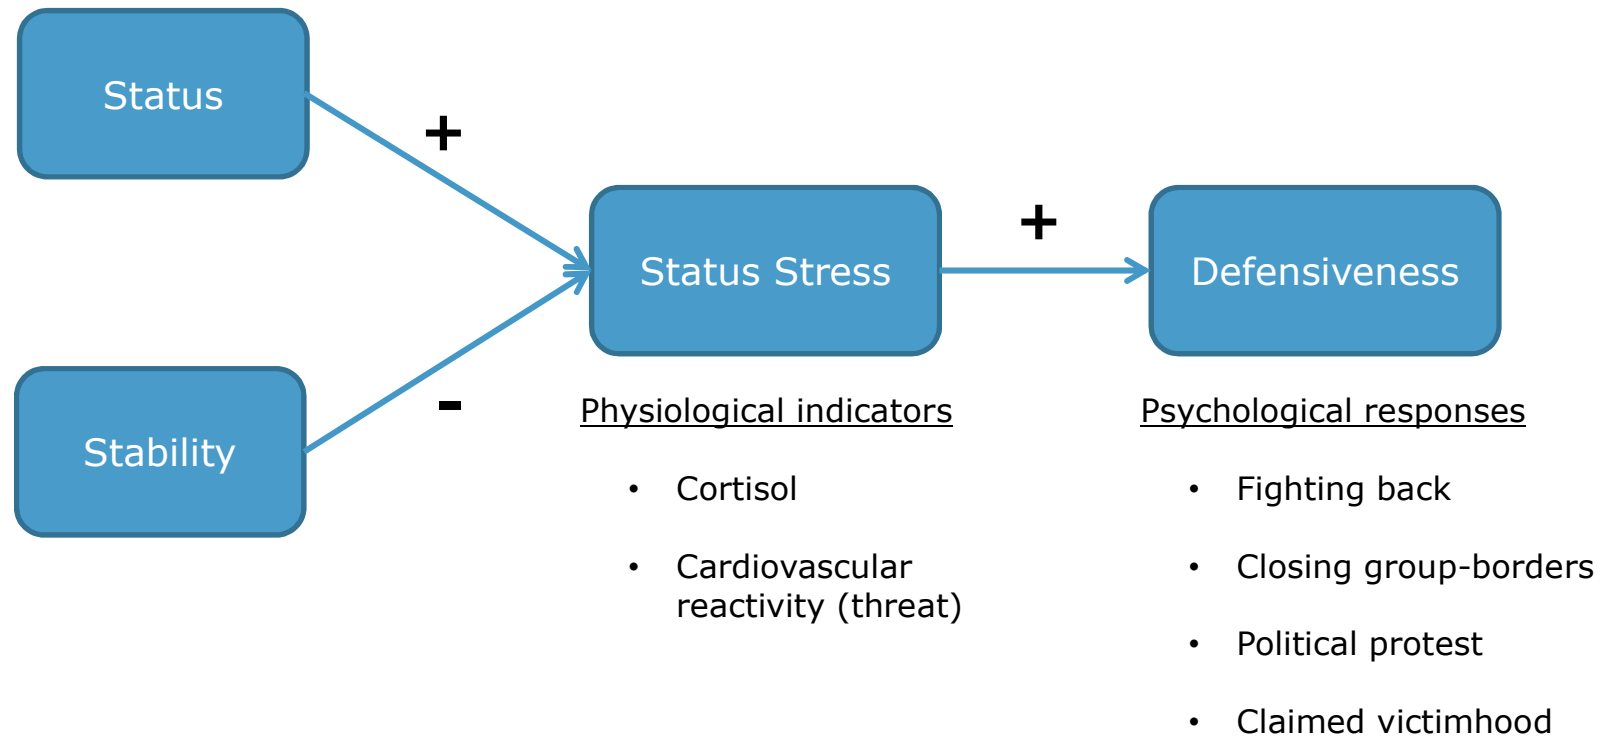 Status
+
Status Stress
+
Defensiveness
Stability
-
Physiological indicators
• Cortisol
• Cardiovascular
reactivity (threat)
Psychological responses
• Fighting back
• Closing group-borders
• Political protest
• Claimed victimhood